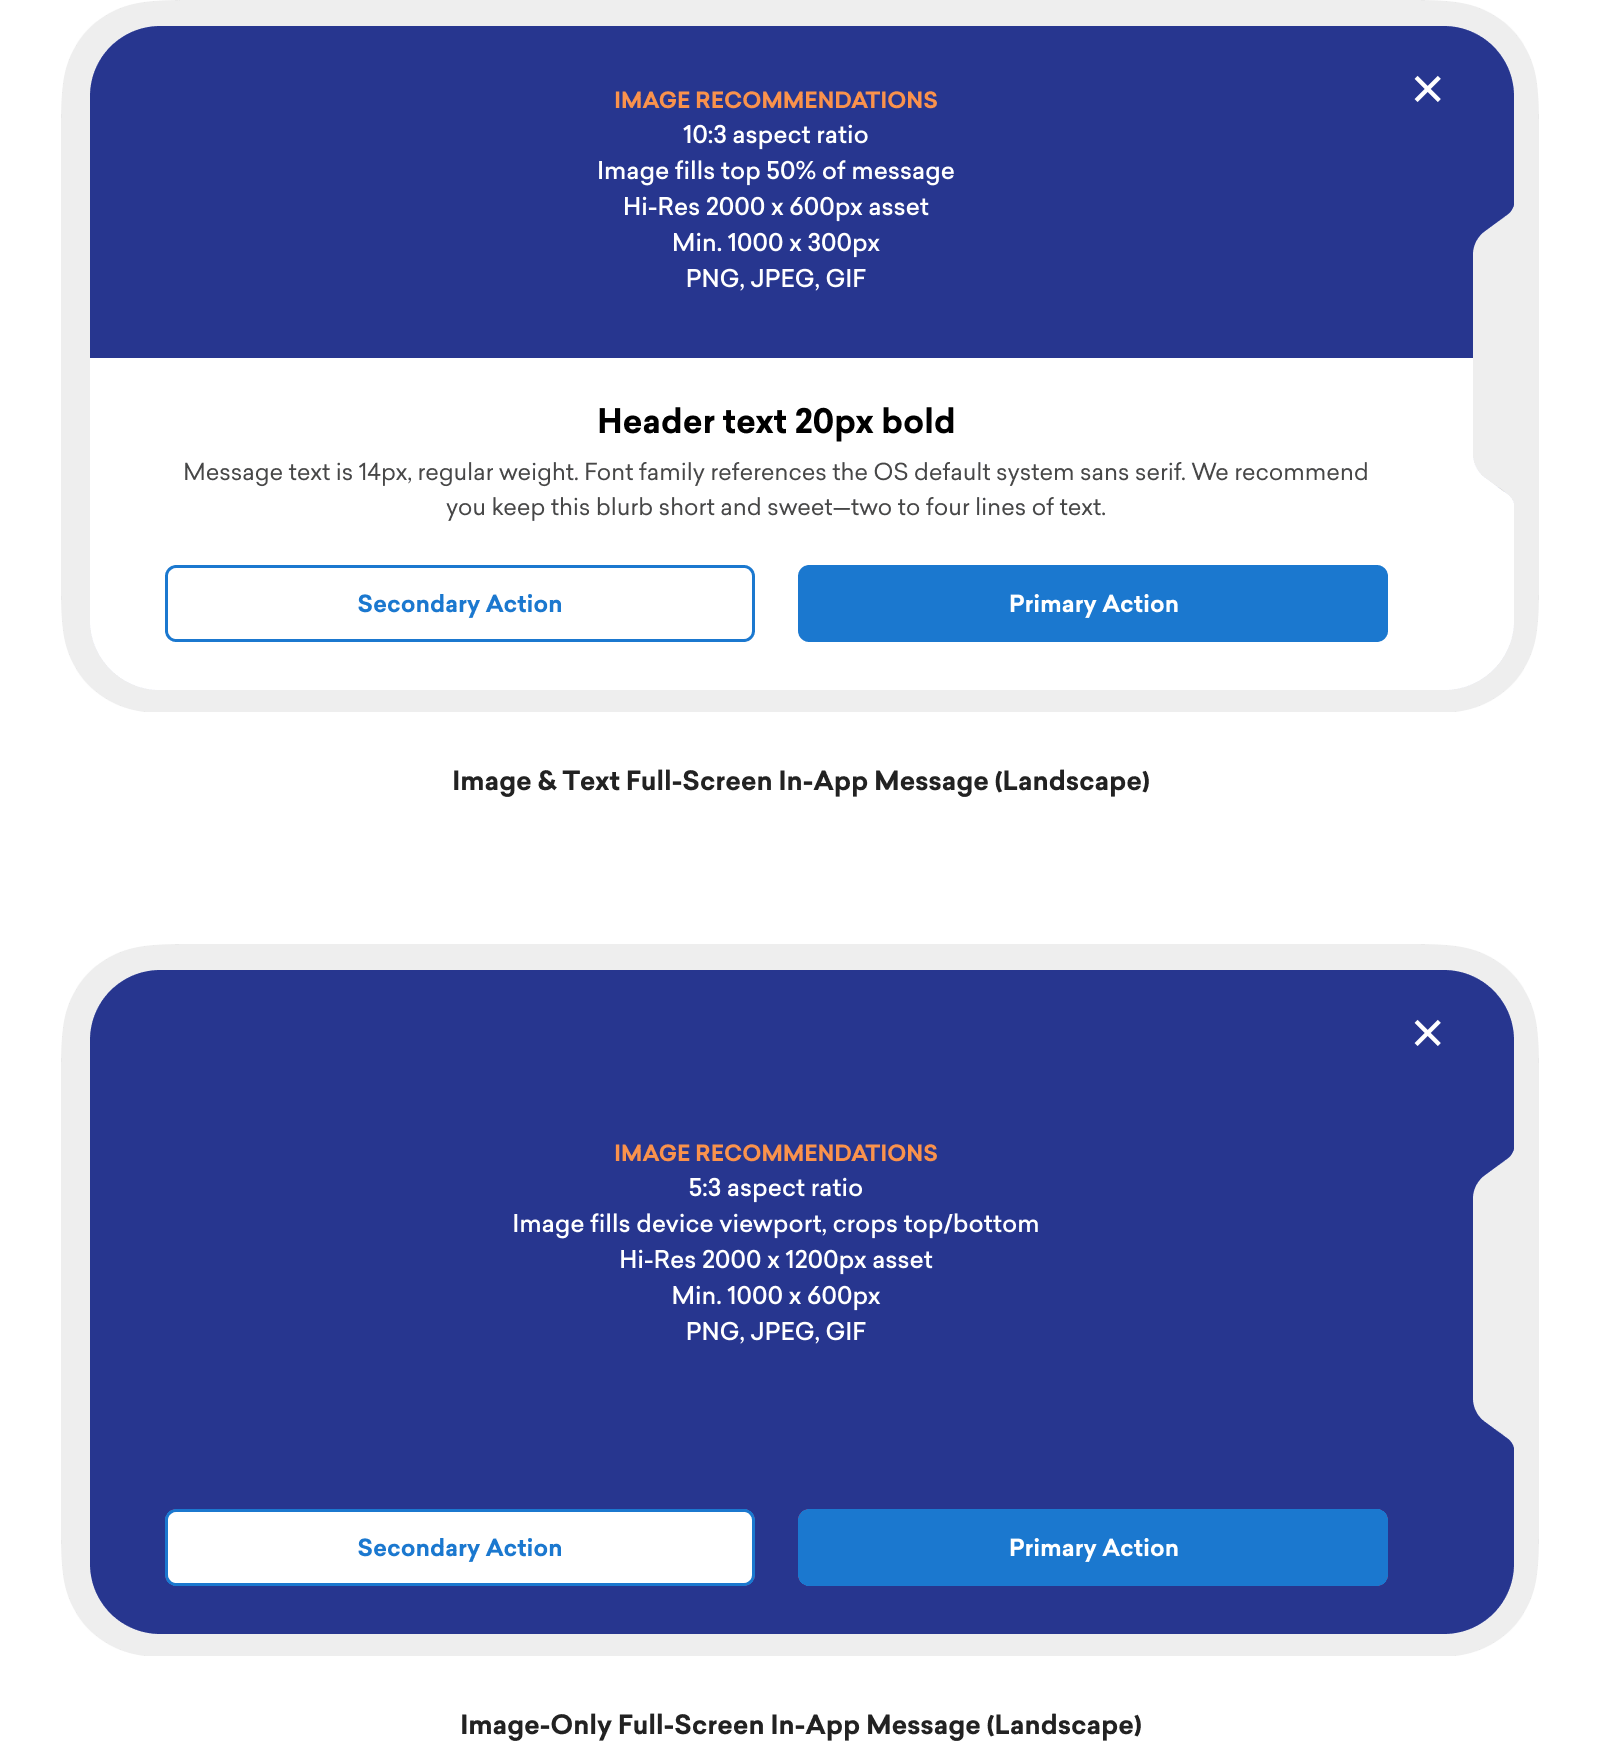 IMAGE RECOMMENDATIONS
10:3 aspect ratio
Image fills top 50% of message
Hi-Res 2000 x 600px asset
Min. 1000 x 300px
PNG, JPEG, GIF
Header text 20px bold
Message text is 14px, regular weight. Font family references the OS default system sans serif. We recommend
you keep this blurb short and sweet—two to four lines of text.
Secondary Action
Primary Action
Image & Text Full-Screen In-App Message (Landscape)
IMAGE RECOMMENDATIONS
5:3 aspect ratio
Image fills device viewport, crops top/bottom
Hi-Res 2000 x 1200px asset
Min. 1000 x 600px
PNG, JPEG, GIF
Secondary Action
Primary Action
Image-Only Full-Screen In-App Message (Landscape)